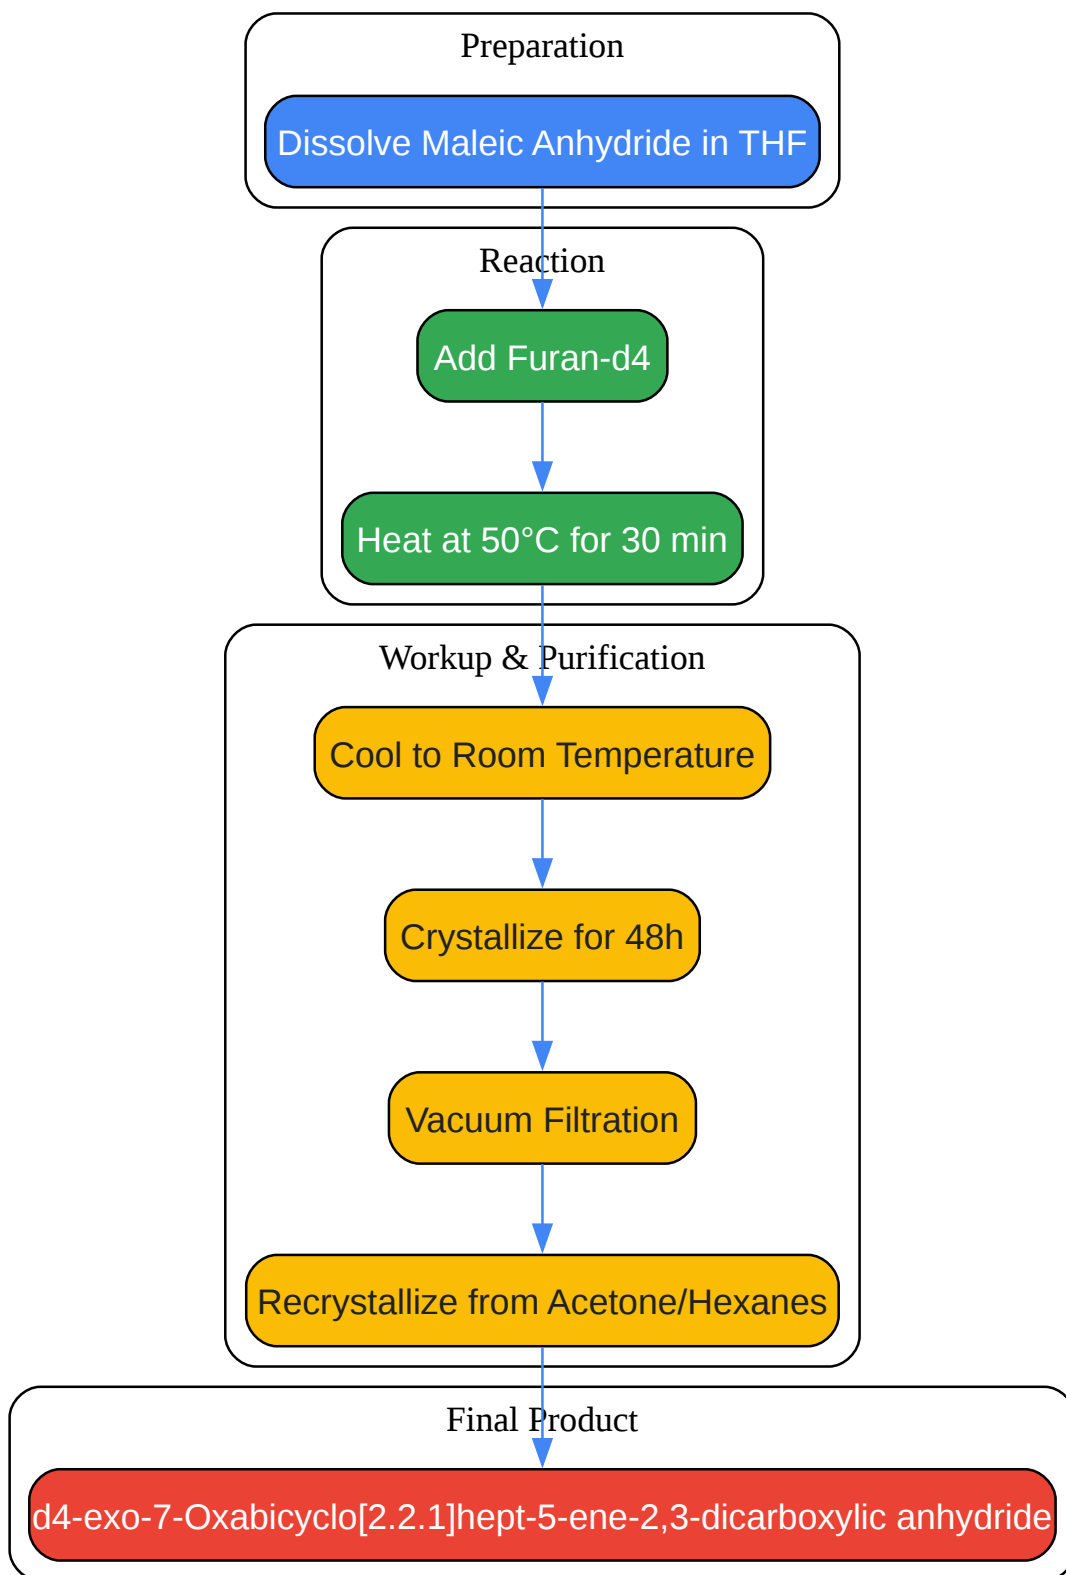 Preparation
Dissolve Maleic Anhydride in THF
Reaction
Add Furan-d4
Heat at 50°C for 30 min
Workup & Purification
Cool to Room Temperature
Crystallize for 48h
Vacuum Filtration
Recrystallize from Acetone/Hexanes
Final Product
d4-exo-7-Oxabicyclo[2.2.1]hept-5-ene-2,3-dicarboxylic anhydride